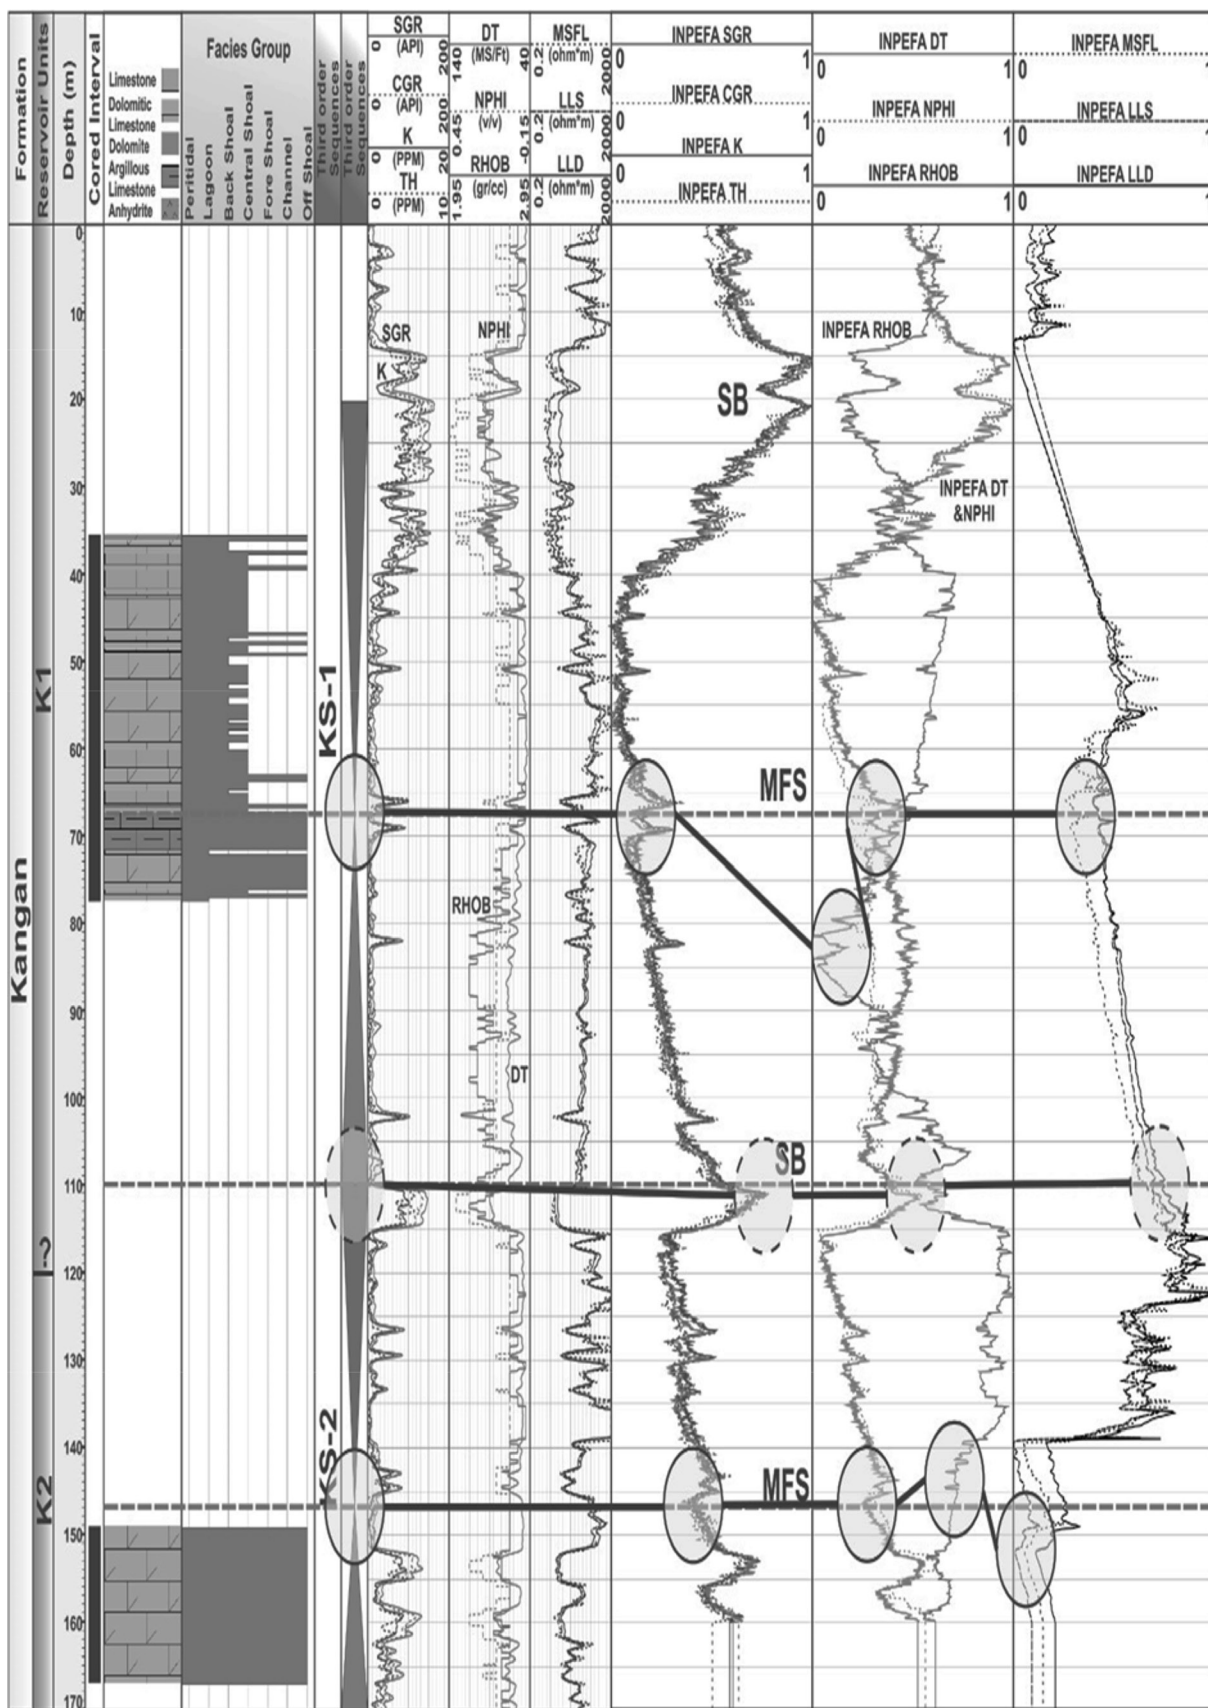 Formation
Reservoir Units
Depth (m)
Cored Interval
Limestone
Dolomitic
Limestone
Dolomite
Argillous
Limestone
Anhydrite
Facies Group
Peritidal
Lagoon
Back Shoal
Central Shoal
Fore Shoal
Channel
Off Shoal
Third order
Sequences
Third order
Sequences
SGR
0 (API) 200
CGR
0 (API) 200
K
0 (PPM) 20
TH
0 (PPM) 10
DT
140 (MS/Ft) 40
NPHI
0.45 (v/v) -0.15
RHOB
1.95 (gr/cc) 2.95
MSFL
0.2 (ohm*m) 2000
LLS
0.2 (ohm*m) 2000
LLD
0.2 (ohm*m) 2000
INPEFA SGR
0 1
INPEFA CGR
0 1
INPEFA K
0 1
INPEFA TH
INPEFA DT
0 1
INPEFA NPHI
0 1
INPEFA RHOB
0 1
INPEFA MSFL
0
INPEFA LLS
0
INPEFA LLD
0
0
10
20
30
40
50
60
70
80
90
100
110
120
130
140
150
160
170
Kangan
K1
-?
K2
KS-1
KS-2
SGR
K
NPHI
INPEFA RHOB
SB
INPEFA DT
&NPHI
MFS
RHOB
DT
SB
MFS